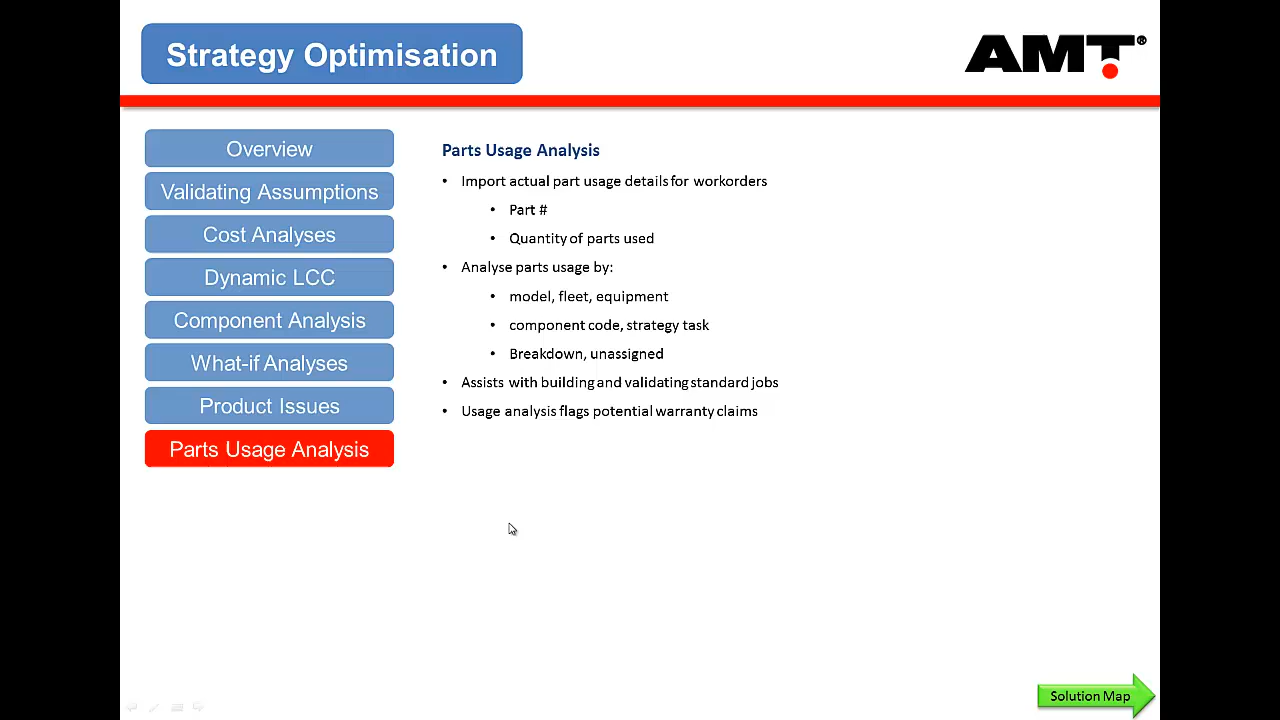 Strategy Optimisation
AMT®
Overview
Validating Assumptions
Cost Analyses
Dynamic LCC
Component Analysis
What-if Analyses
Product Issues
Parts Usage Analysis
Parts Usage Analysis
• Import actual part usage details for workorders
• Part #
• Quantity of parts used
• Analyse parts usage by:
• model, fleet, equipment
• component code, strategy task
• Breakdown, unassigned
• Assists with building and validating standard jobs
• Usage analysis flags potential warranty claims
Solution Map